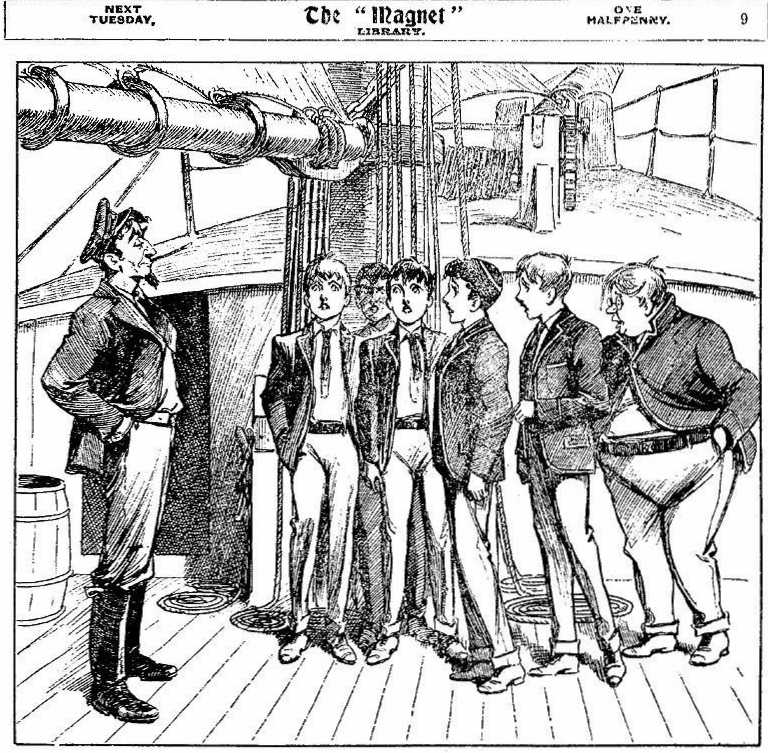 NEXT
TUESDAY,
The "Magnet"
LIBRARY.
ONE
HALFPENNY.
9